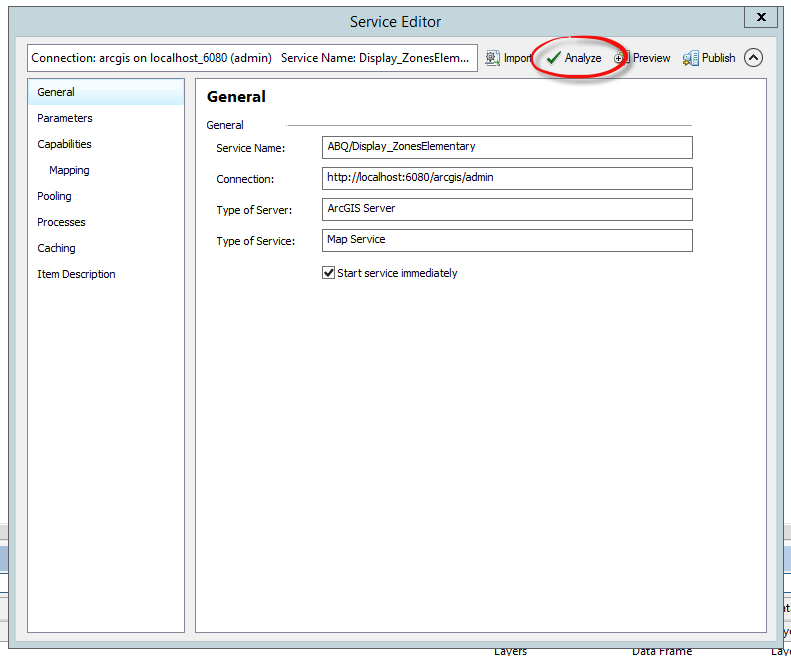 Service Editor
x
Connection: arcgis on localhost_6080 (admin) Service Name: Display_ZonesElem... Import Analyze Preview Publish
General
Parameters
Capabilities
Mapping
Pooling
Processes
Caching
Item Description
General
General
Service Name: ABQ/Display_ZonesElementary
Connection: http://localhost:6080/arcgis/admin
Type of Server: ArcGIS Server
Type of Service: Map Service
Start service immediately
Layers Data Frame